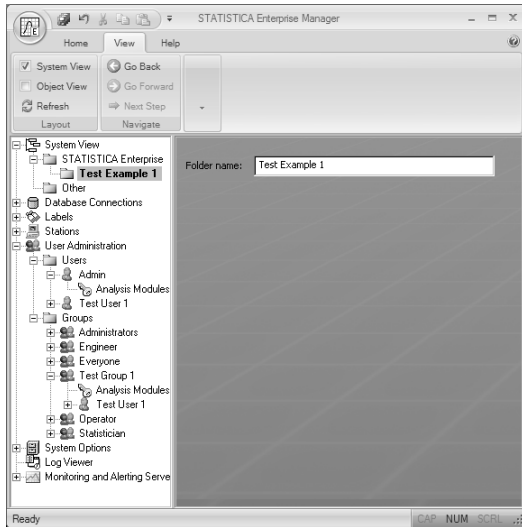 STATISTICA Enterprise Manager
Home View Help
System View
Object View
Refresh
Layout
Go Back
Go Forward
Next Step
Navigate
System View
STATISTICA Enterprise
Test Example 1
Other
Database Connections
Labels
Stations
User Administration
Users
Admin
Analysis Modules
Test User 1
Groups
Administrators
Engineer
Everyone
Test Group 1
Analysis Modules
Test User 1
Operator
Statistician
System Options
Log Viewer
Monitoring and Alerting Serve
Folder name: Test Example 1
Ready CAP NUM SCRL